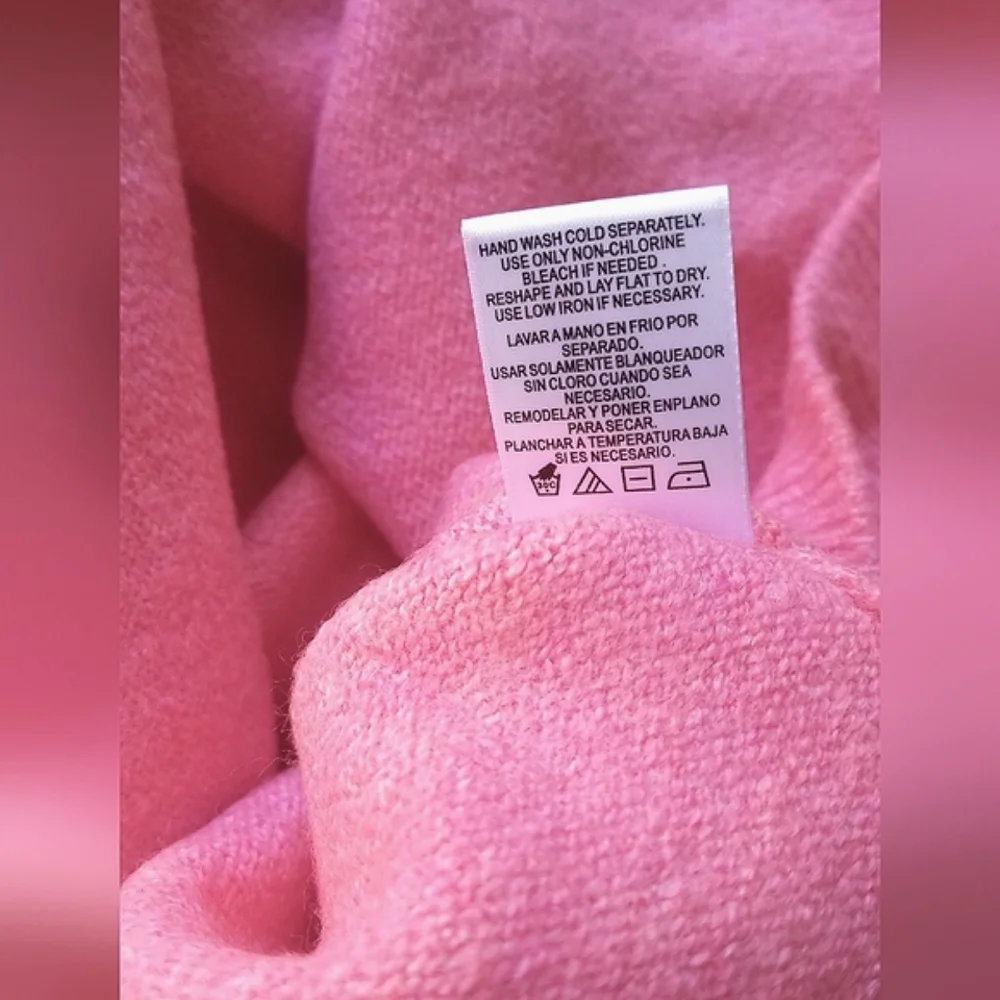 HAND WASH COLD SEPARATELY.
USE ONLY NON-CHLORINE
BLEACH IF NEEDED .
RESHAPE AND LAY FLAT TO DRY.
USE LOW IRON IF NECESSARY.
LAVAR A MANO EN FRIO POR
SEPARADO.
USAR SOLAMENTE BLANQUEADOR
SIN CLORO CUANDO SEA
NECESARIO.
REMODELAR Y PONER ENPLANO
PARA SECAR.
PLANCHAR A TEMPERATURA BAJA
SI ES NECESARIO.
30C